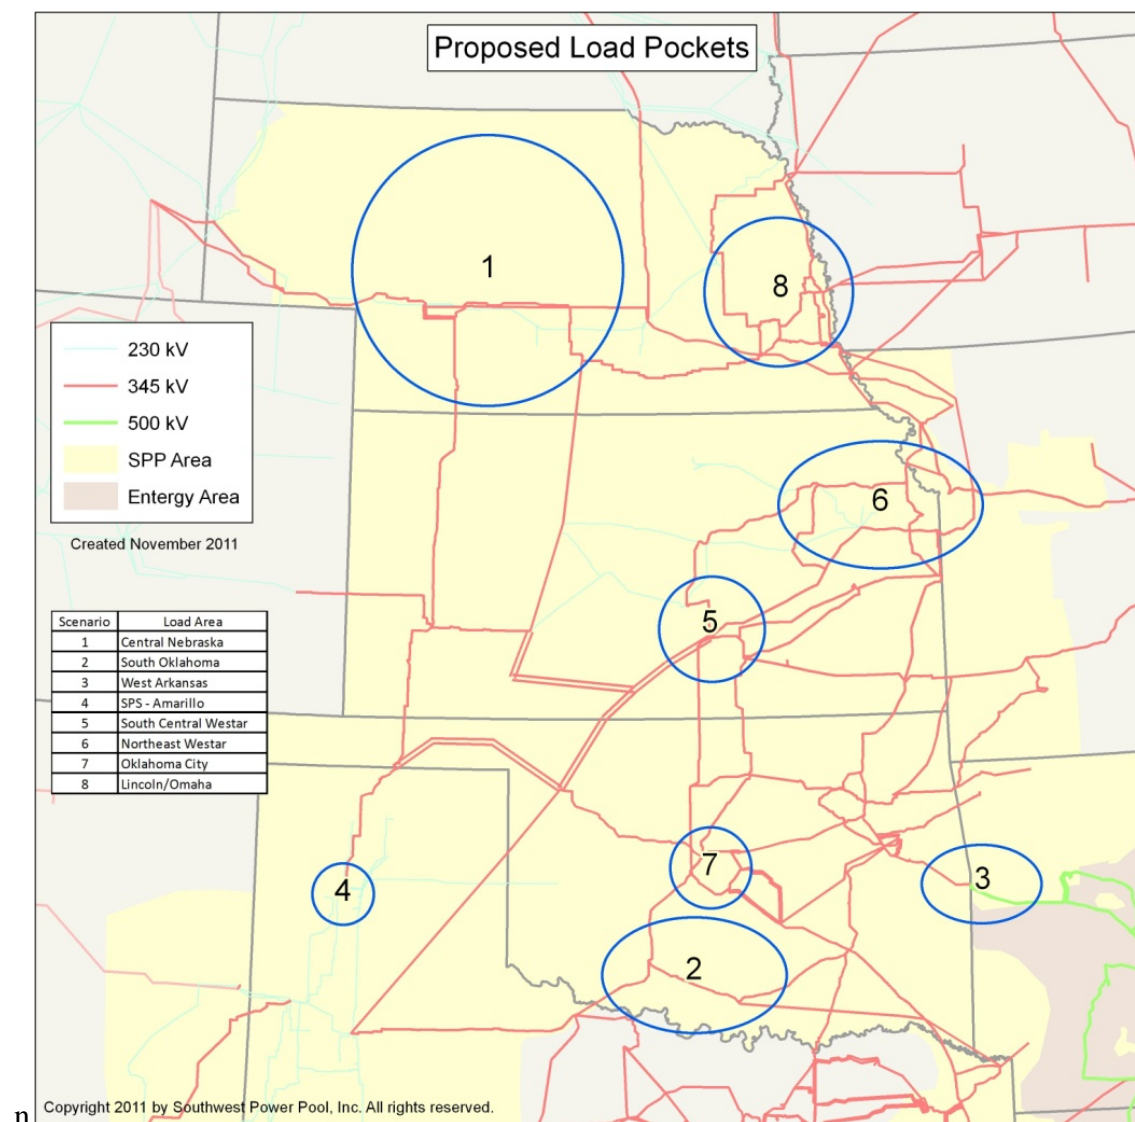 Proposed Load Pockets
1
8
230 kV
345 kV
500 kV
SPP Area
Entergy Area
6
Created November 2011
Scenario Load Area
1 Central Nebraska
2 South Oklahoma
3 West Arkansas
4 SPS - Amarillo
5 South Central Westar
6 Northeast Westar
7 Oklahoma City
8 Lincoln/Omaha
5
7
3
4
2
n
Copyright 2011 by Southwest Power Pool, Inc. All rights reserved.